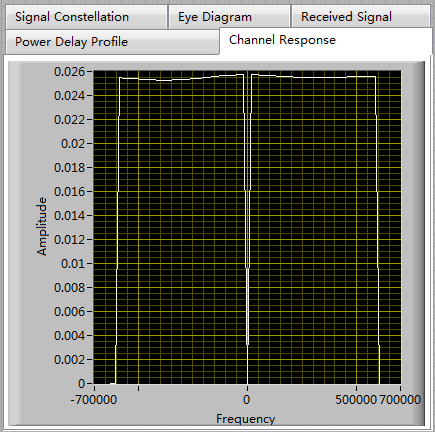 Signal Constellation
Eye Diagram
Received Signal
Power Delay Profile
Channel Response
0.026
0.026
0.022
0.02
0.018
0.016
0.014
0.012
0.01
0.008
0.006
0.004
0.002
0
Amplitude
-700000
0
500000
700000
Frequency